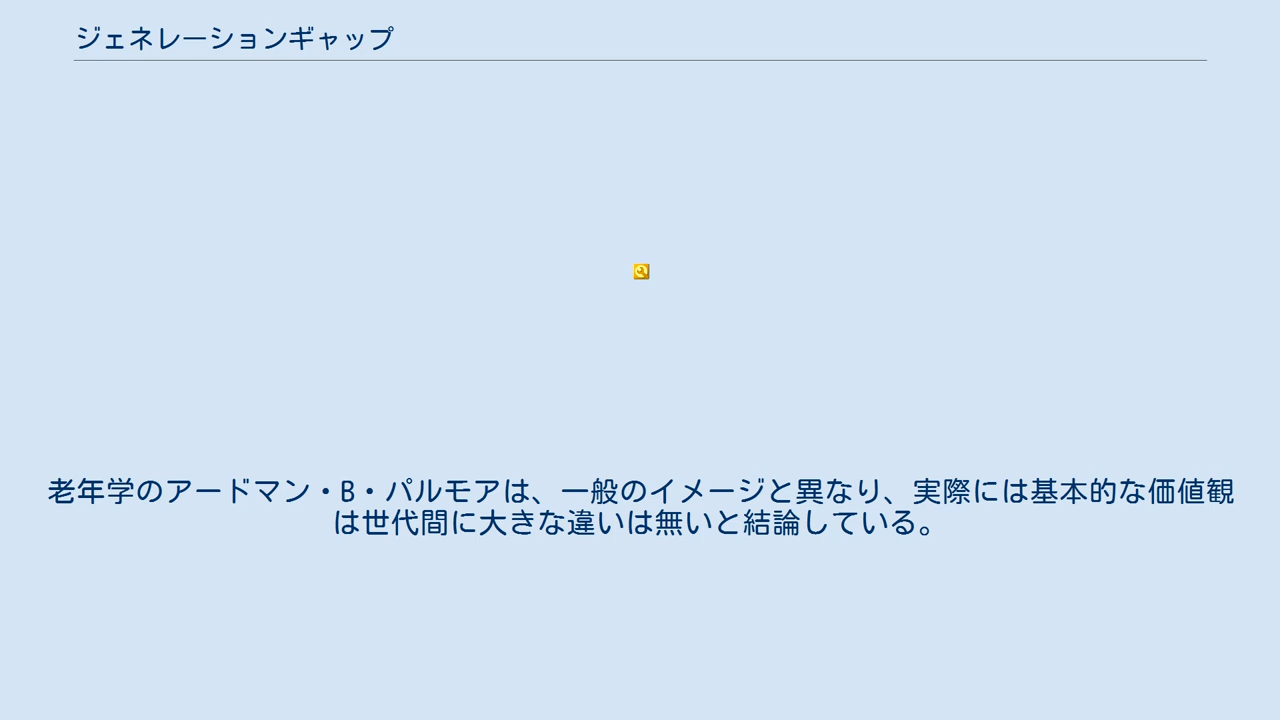 ジェネレーションギャップ
老年学のアードマン・B・パルモアは、一般のイメージと異なり、実際には基本的な価値観
は世代間に大きな違いは無いと結論している。